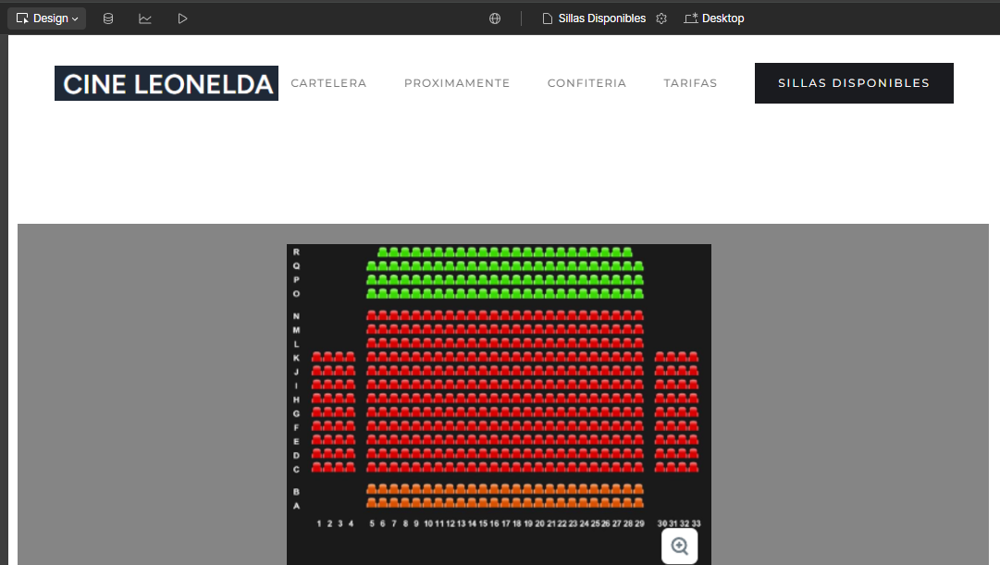 Design Sillas Disponibles Desktop
CINE LEONELDA CARTELERA PROXIMAMENTE CONFITERIA TARIFAS SILLAS DISPONIBLES
R
Q
P
O
N
M
L
K
J
I
H
G
F
E
D
C
B
A
1 2 3 4 5 6 7 8 9 10 11 12 13 14 15 16 17 18 19 20 21 22 23 24 25 26 27 28 29 30 31 32 33